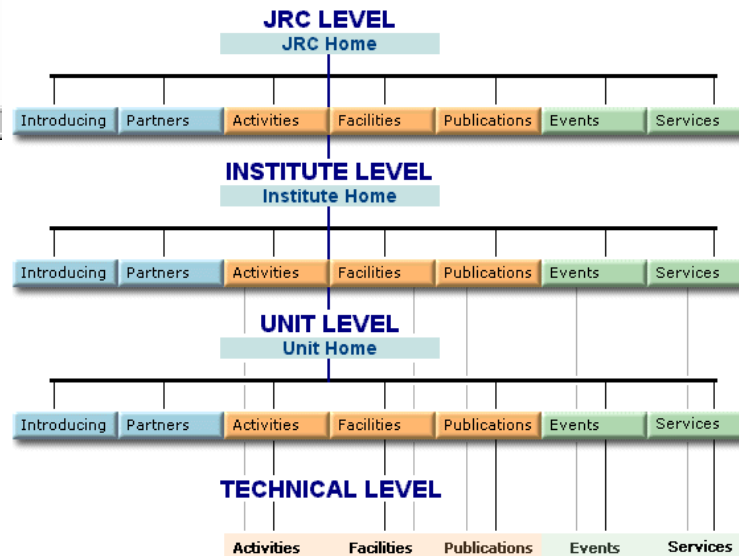 JRC LEVEL
JRC Home
Introducing Partners Activities Facilities Publications Events Services
INSTITUTE LEVEL
Institute Home
Introducing Partners Activities Facilities Publications Events Services
UNIT LEVEL
Unit Home
Introducing Partners Activities Facilities Publications Events Services
TECHNICAL LEVEL
Activities Facilities Publications Events Services